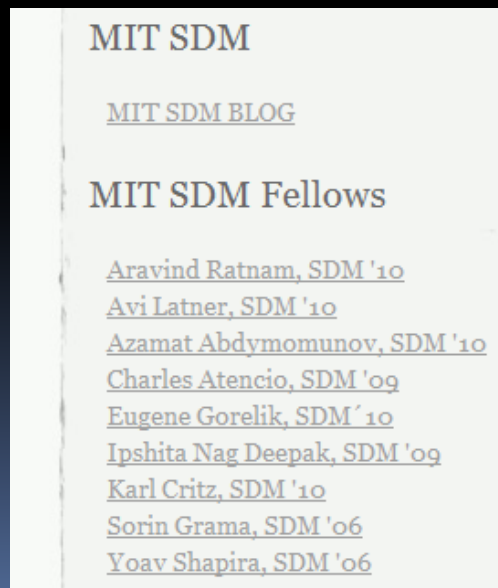 MIT SDM
MIT SDM BLOG
MIT SDM Fellows
Aravind Ratnam, SDM '10
Avi Latner, SDM '10
Azamat Abdymomunov, SDM '10
Charles Atencio, SDM '09
Eugene Gorelik, SDM´10
Ipshita Nag Deepak, SDM '09
Karl Critz, SDM '10
Sorin Grama, SDM '06
Yoav Shapira, SDM '06